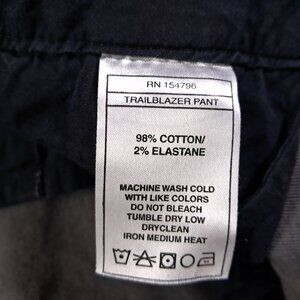 RN 154796
TRAILBLAZER PANT
98% COTTON/
2% ELASTANE
MACHINE WASH COLD
WITH LIKE COLORS
DO NOT BLEACH
TUMBLE DRY LOW
DRYCLEAN
IRON MEDIUM HEAT